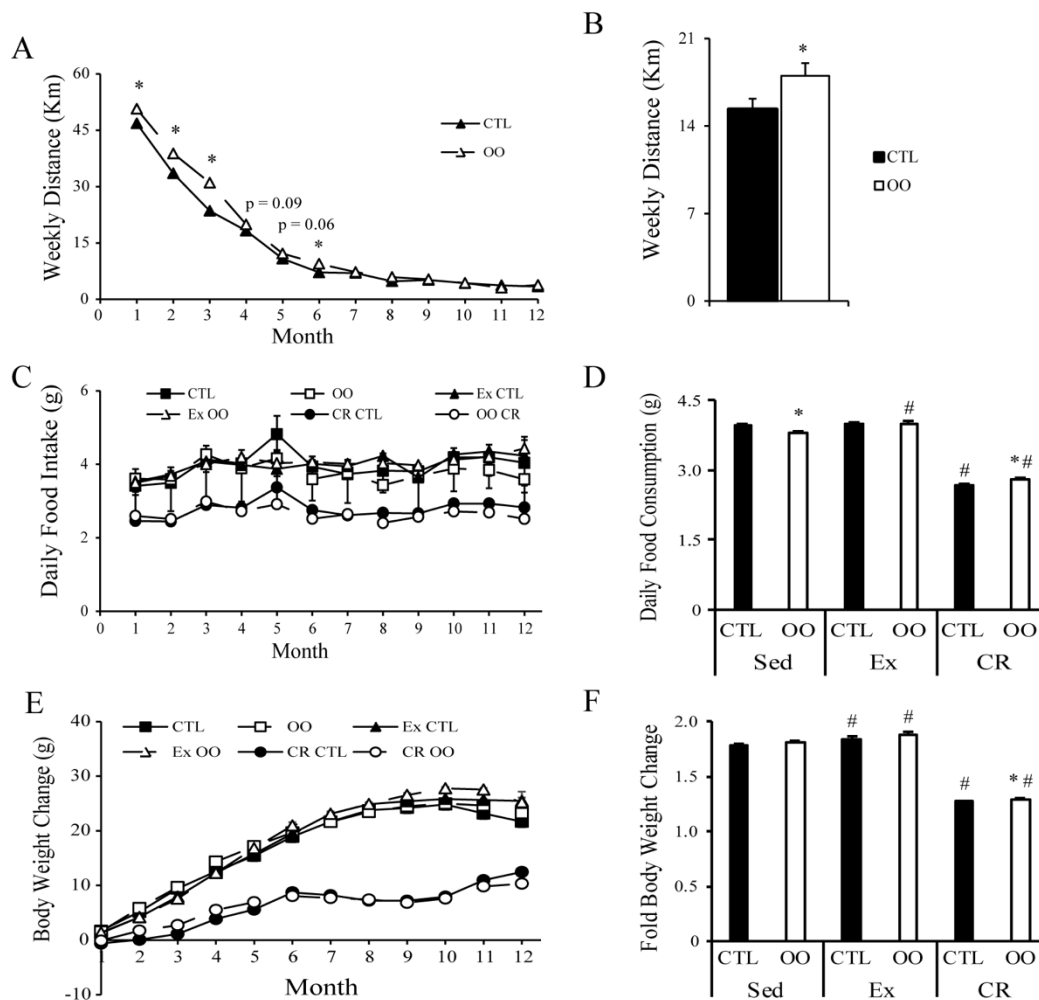 A
Weekly Distance (Km)
60
45
30
15
0
*
*
*
p = 0.09
p = 0.06
*
CTL
OO
0 1 2 3 4 5 6 7 8 9 10 11 12
Month
B
Weekly Distance (Km)
21
14
7
0
*
CTL
OO
C
Daily Food Intake (g)
6
4
2
0
CTL OO Ex CTL
Ex OO CR CTL OO CR
0 1 2 3 4 5 6 7 8 9 10 11 12
Month
D
Daily Food Consumption (g)
4.5
3.0
1.5
0
* # # *#
CTL OO CTL OO CTL OO
Sed Ex CR
E
Body Weight Change (g)
40
30
20
10
0
-10
CTL OO Ex CTL
Ex OO CR CTL CR OO
1 2 3 4 5 6 7 8 9 10 11 12
Month
F
Fold Body Weight Change
2.0
1.5
1.0
0.5
0
# # # *#
CTL OO CTL OO CTL OO
Sed Ex CR